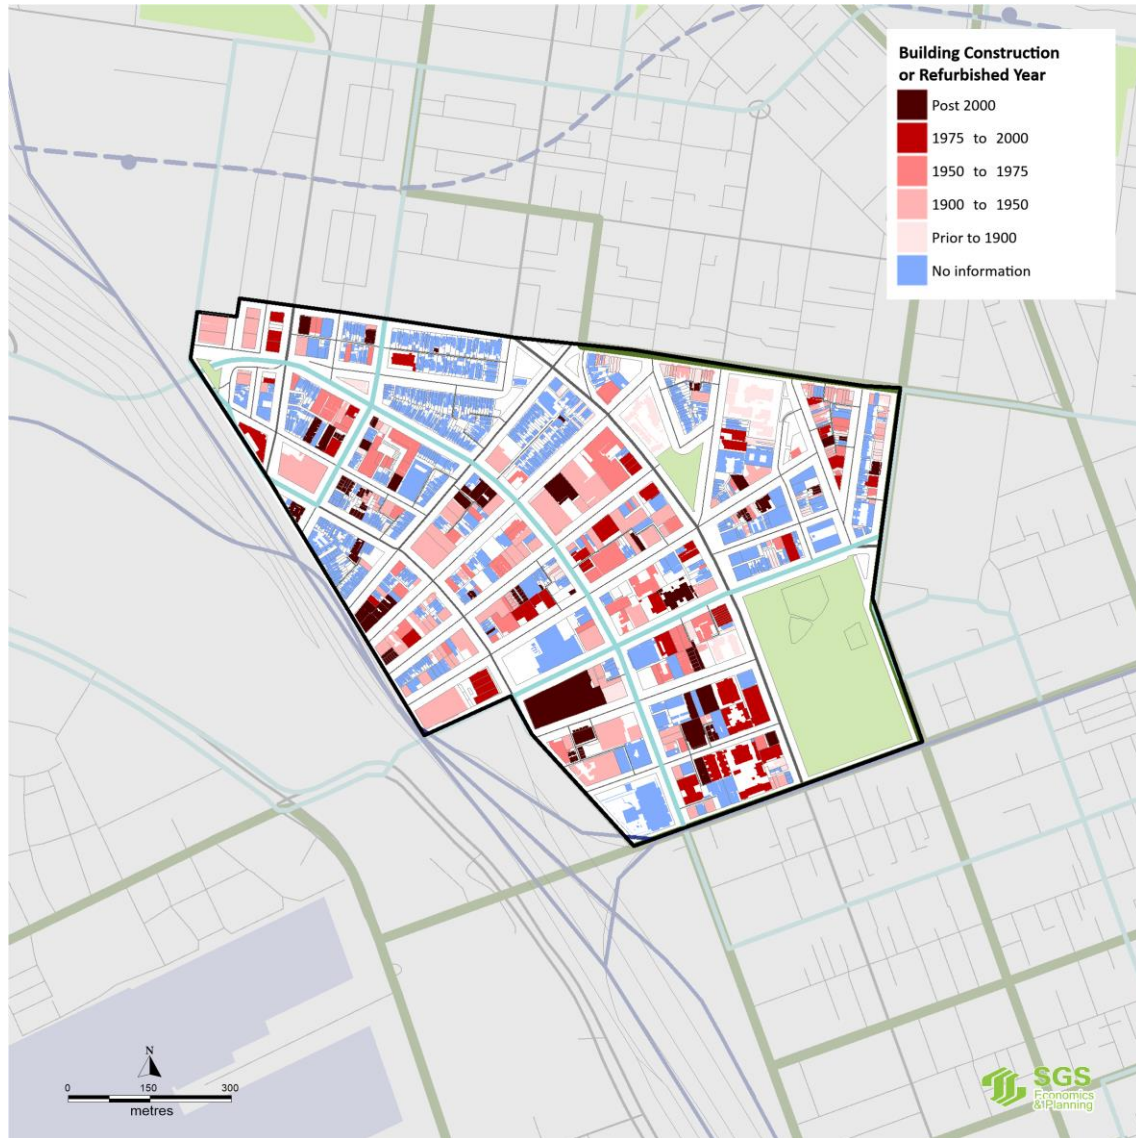 Building Construction
or Refurbished Year
Post 2000
1975 to 2000
1950 to 1975
1900 to 1950
Prior to 1900
No information
N
0 150 300
metres
SGS
Economics
& Planning